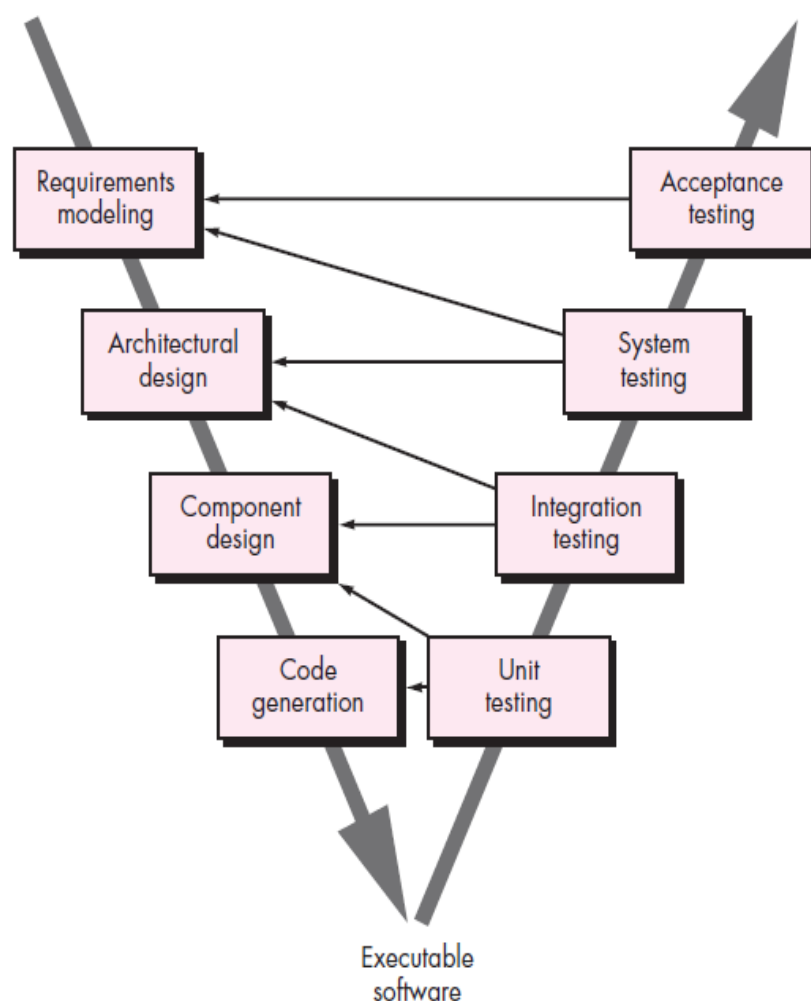 Requirements
modeling
Acceptance
testing
Architectural
design
System
testing
Component
design
Integration
testing
Code
generation
Unit
testing
Executable
software